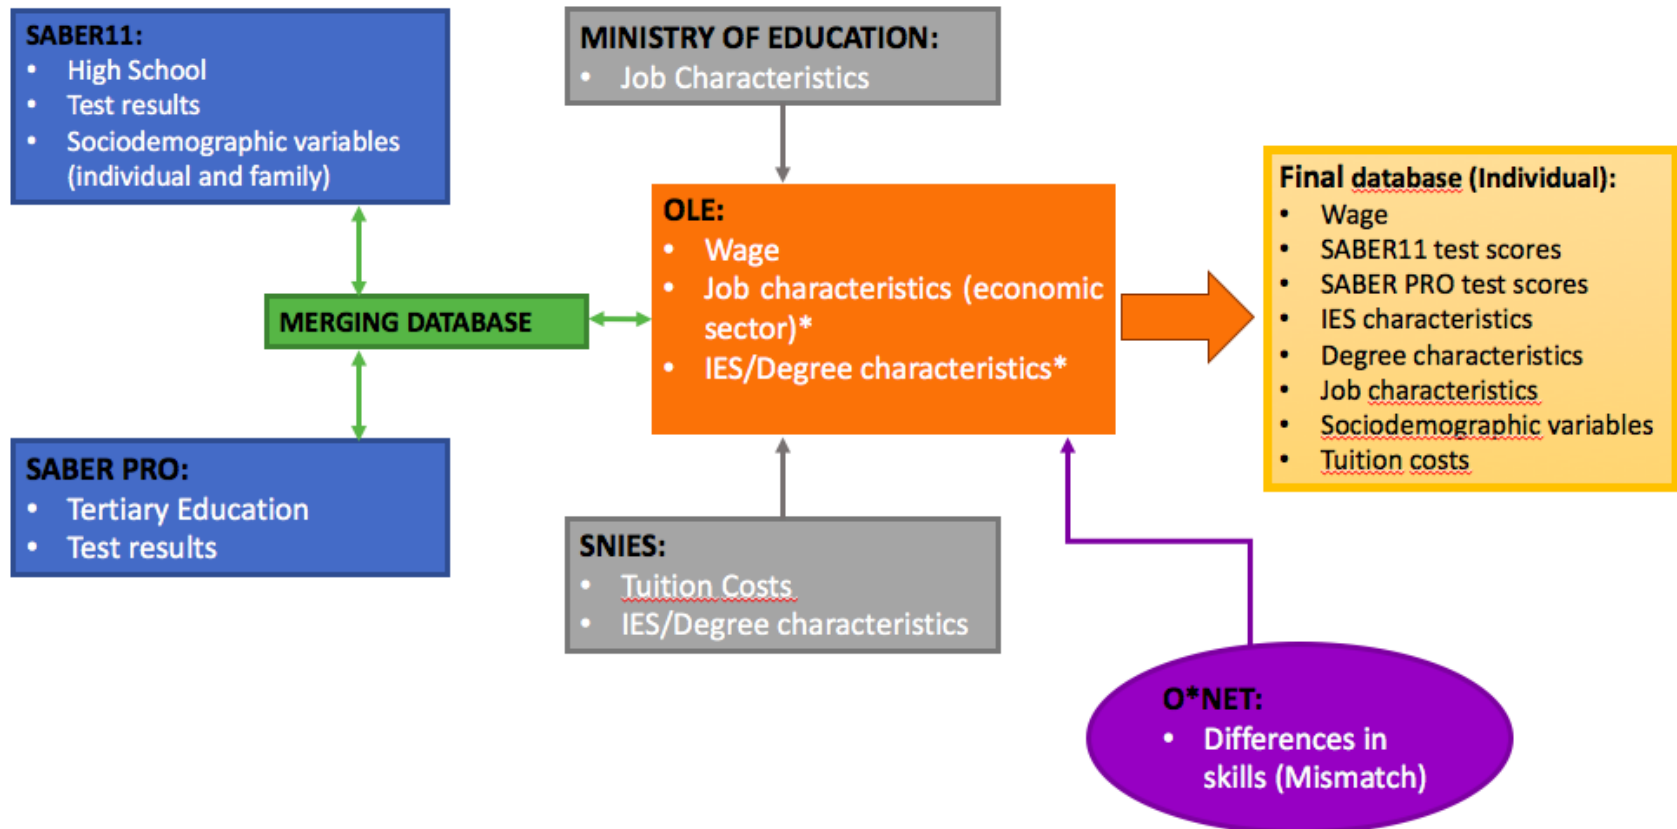 SABER11:
• High School
• Test results
• Sociodemographic variables
(individual and family)
MINISTRY OF EDUCATION:
• Job Characteristics
MERGING DATABASE
OLE:
• Wage
• Job characteristics (economic
sector)*
• IES/Degree characteristics*
Final database (Individual):
• Wage
• SABER11 test scores
• SABER PRO test scores
• IES characteristics
• Degree characteristics
• Job characteristics
• Sociodemographic variables
• Tuition costs
SABER PRO:
• Tertiary Education
• Test results
SNIES:
• Tuition Costs
• IES/Degree characteristics
O*NET:
• Differences in
skills (Mismatch)